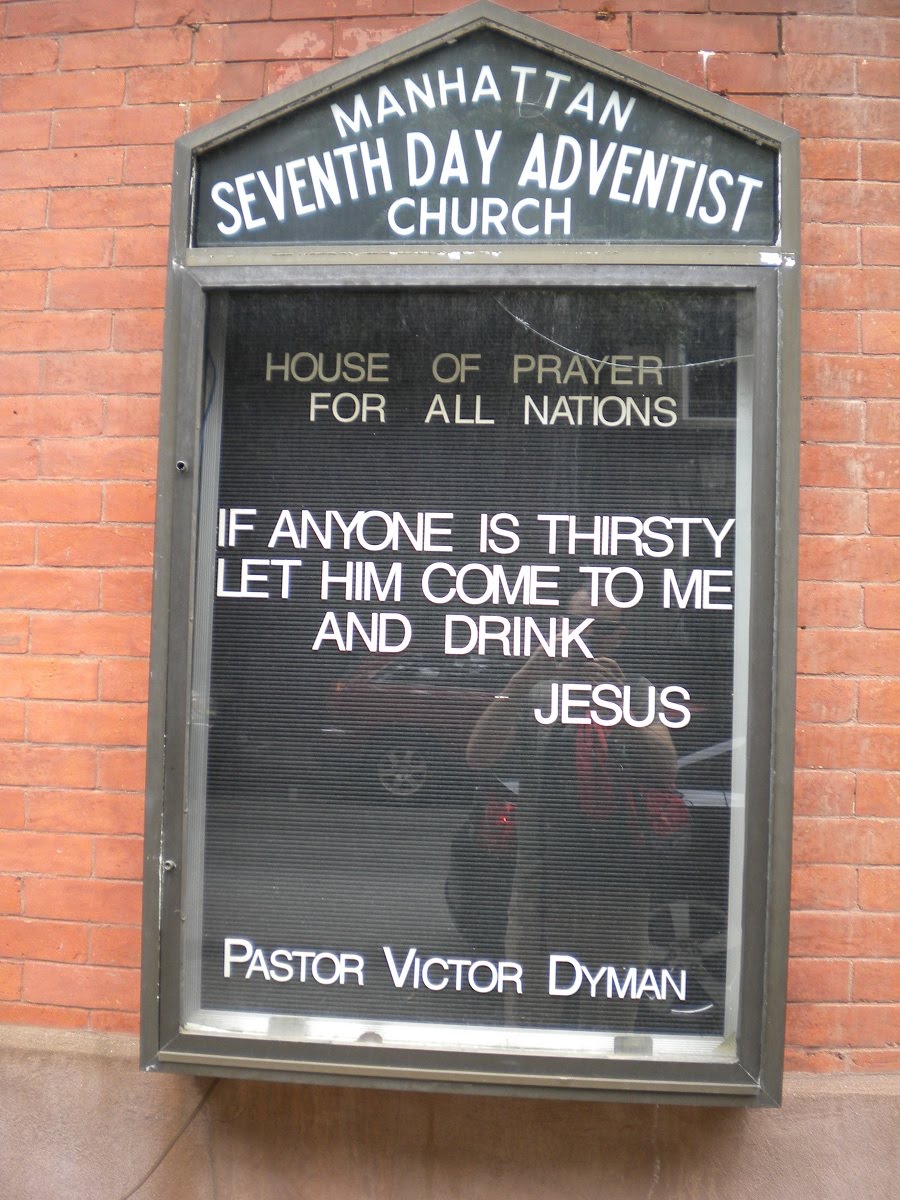 MANHATTAN
SEVENTH DAY ADVENTIST
CHURCH
HOUSE OF PRAYER
FOR ALL NATIONS
IF ANYONE IS THIRSTY
LET HIM COME TO ME
AND DRINK
JESUS
PASTOR VICTOR DYMAN